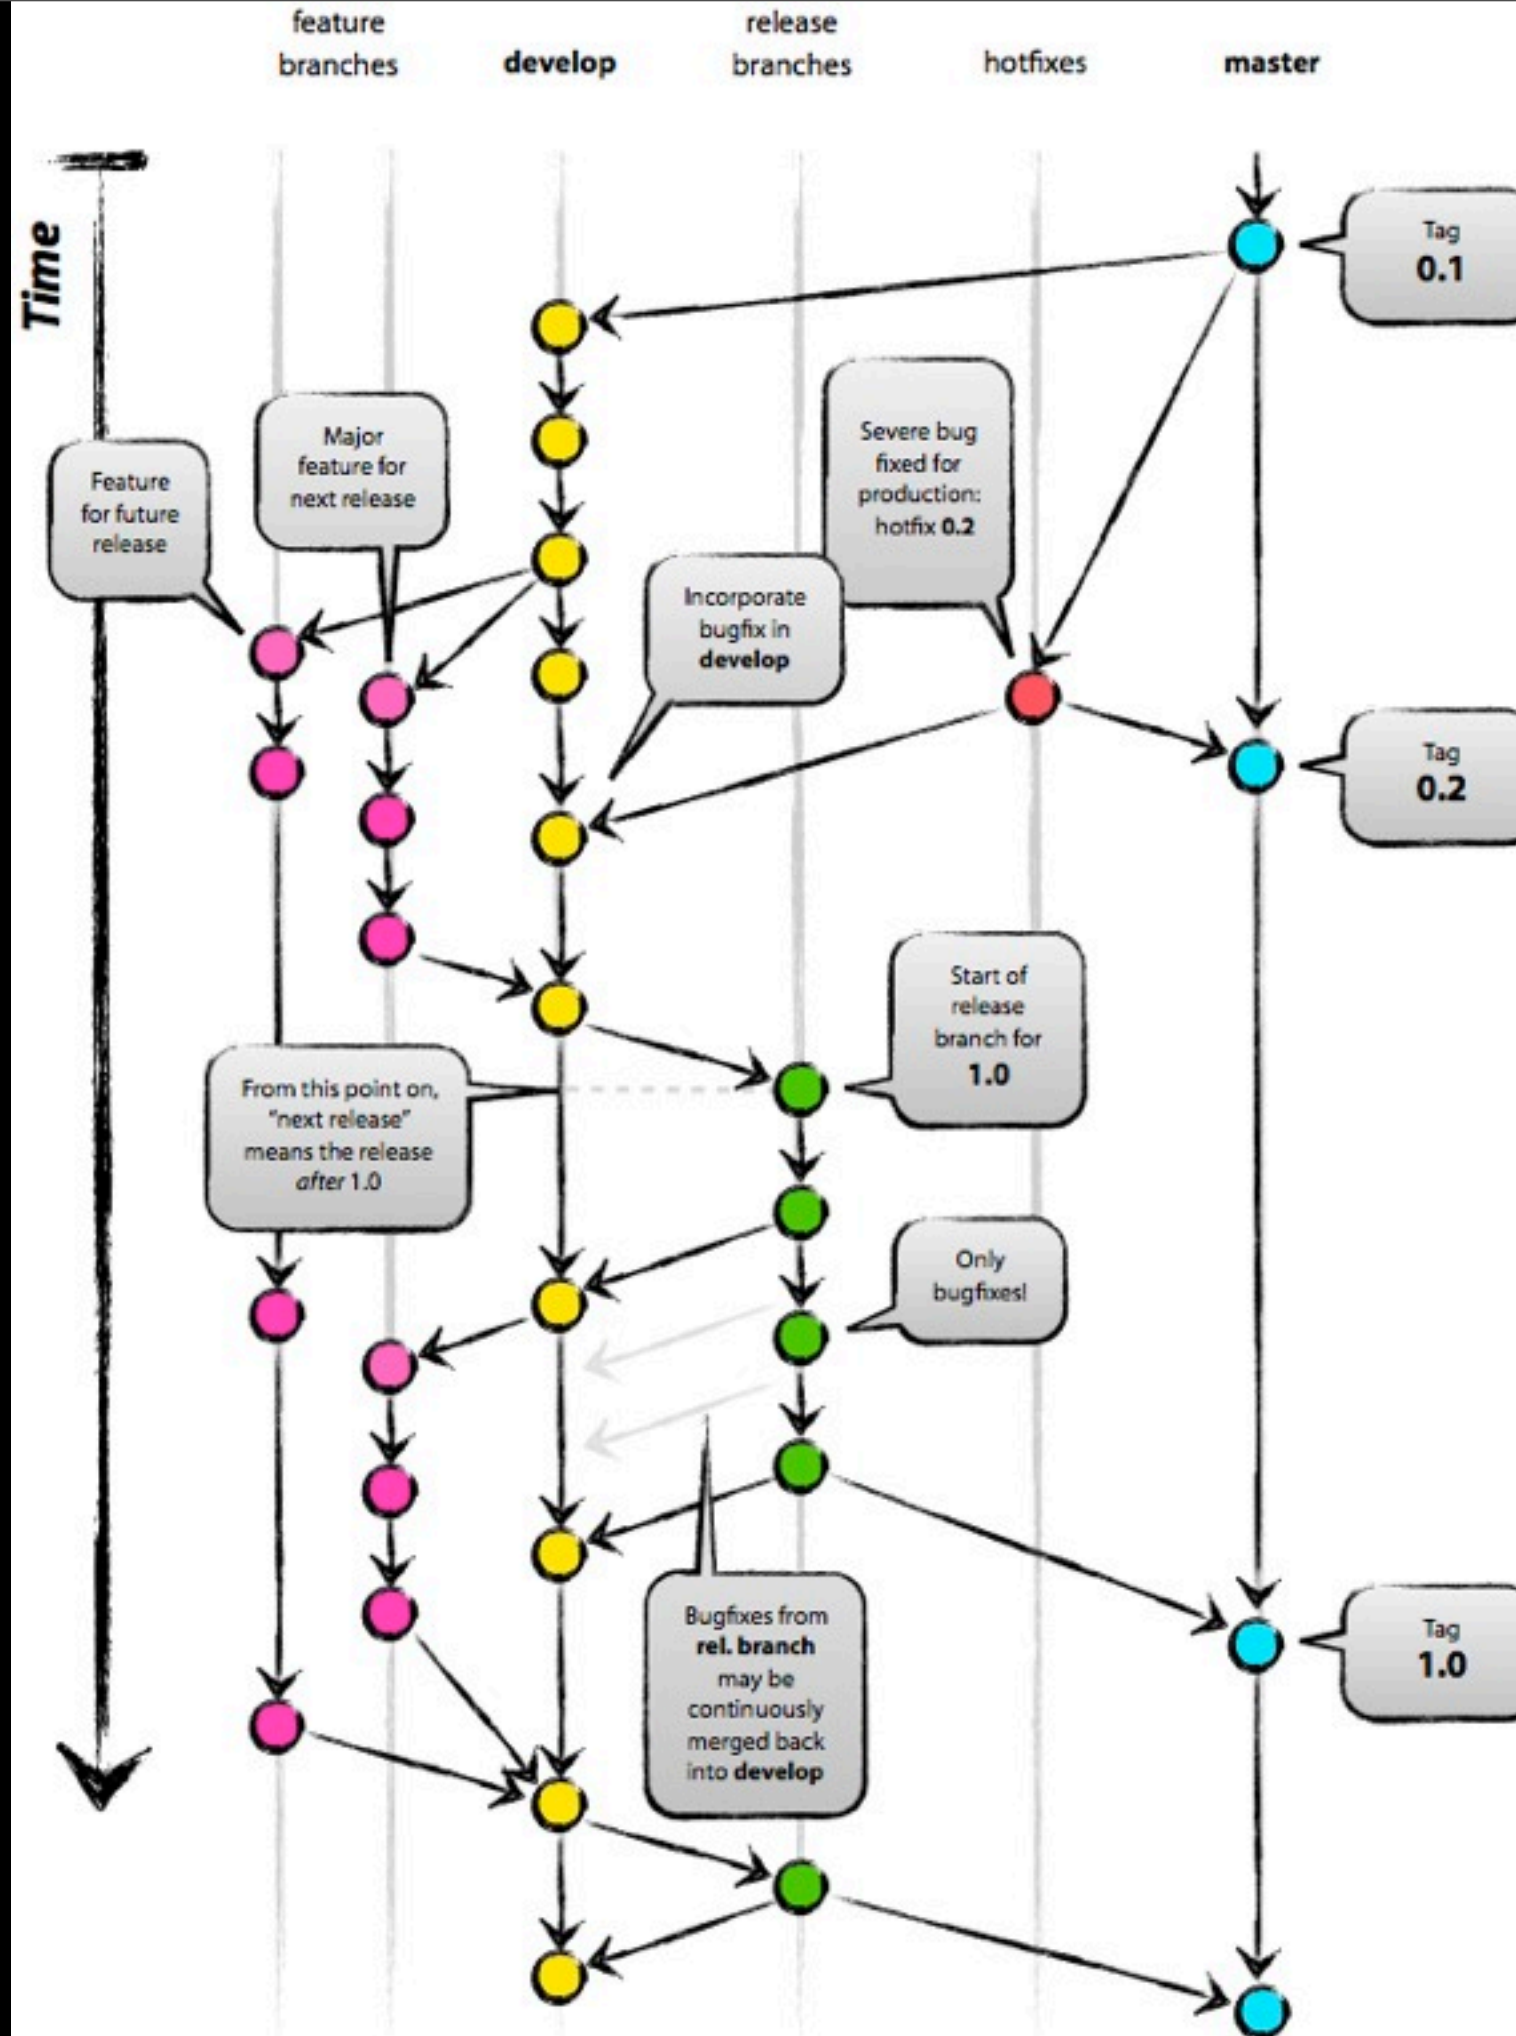 feature
branches
develop
release
branches
hotfixes
master
Time
Tag
0.1
Major
feature for
next release
Feature
for future
release
Severe bug
fixed for
production:
hotfix 0.2
Incorporate
bugfix in
develop
Tag
0.2
Start of
release
branch for
1.0
From this point on,
“next release”
means the release
after 1.0
Only
bugfixes!
Bugfixes from
rel. branch
may be
continuously
merged back
into develop
Tag
1.0